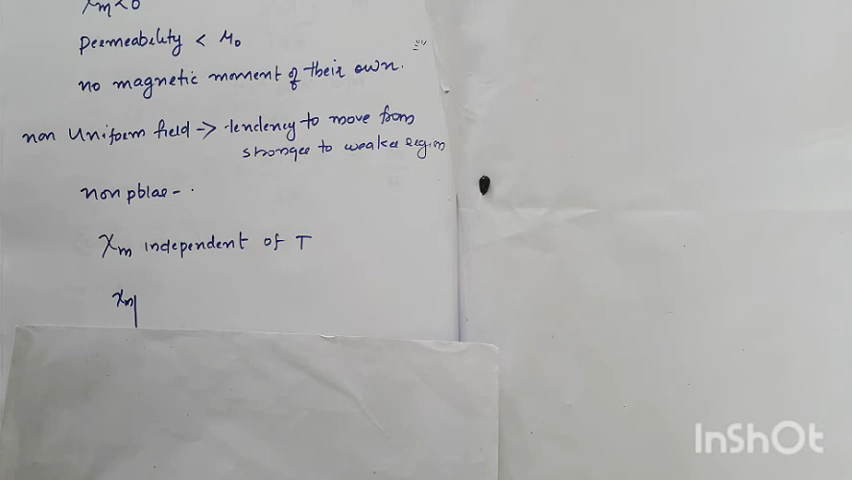 χm<0
Permeability < μ0
no magnetic moment of their own.
non Uniform field -> tendency to move from
stronger to weaker region
non polar - .
χm independent of T
χm
InShOt